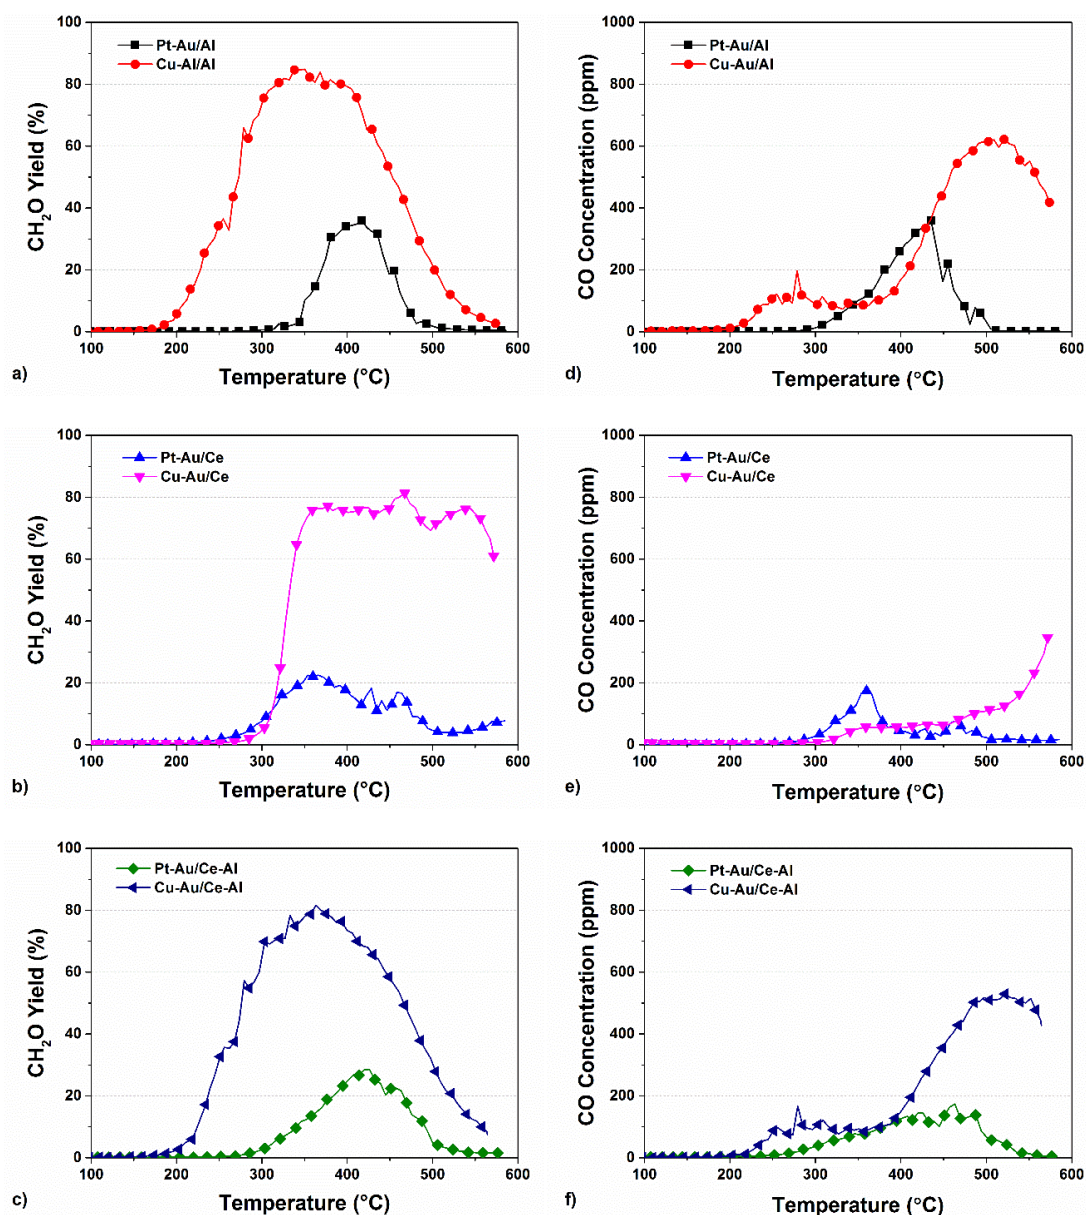 100
80
60
40
20
0
CH₂O Yield (%)
Pt-Au/Al
Cu-Al/Al
100 200 300 400 500 600
Temperature (°C)
a)
1000
800
600
400
200
0
CO Concentration (ppm)
Pt-Au/Al
Cu-Au/Al
100 200 300 400 500 600
Temperature (°C)
d)
100
80
60
40
20
0
CH₂O Yield (%)
Pt-Au/Ce
Cu-Au/Ce
100 200 300 400 500 600
Temperature (°C)
b)
1000
800
600
400
200
0
CO Concentration (ppm)
Pt-Au/Ce
Cu-Au/Ce
100 200 300 400 500 600
Temperature (°C)
e)
100
80
60
40
20
0
CH₂O Yield (%)
Pt-Au/Ce-Al
Cu-Au/Ce-Al
100 200 300 400 500 600
Temperature (°C)
c)
1000
800
600
400
200
0
CO Concentration (ppm)
Pt-Au/Ce-Al
Cu-Au/Ce-Al
100 200 300 400 500 600
Temperature (°C)
f)